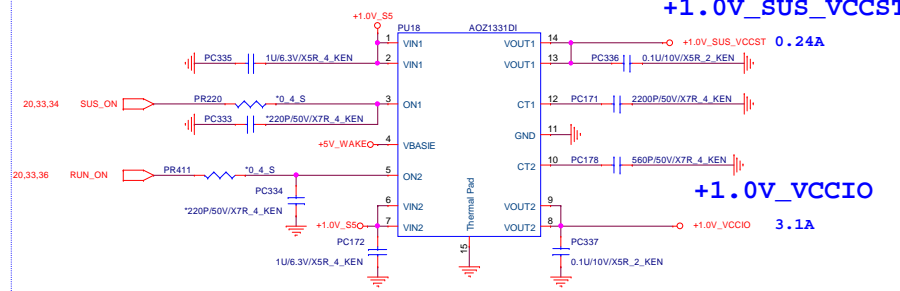 +1.0V_SUS_VCCST
+1.0V_S5
PU18 AOZ1331DI
1 VIN1 VOUT1 14 +1.0V_SUS_VCCST 0.24A
PC335 1U/6.3V/X5R_4_KEN 2 VIN1 VOUT1 13 PC336 0.1U/10V/X5R_2_KEN
20,33,34 SUS_ON PR220 *0_4_S 3 ON1 CT1 12 PC171 2200P/50V/X7R_4_KEN
PC333 *220P/50V/X7R_4_KEN
+5V_WAKE 4 VBASIE GND 11
20,33,36 RUN_ON PR411 *0_4_S 5 ON2 CT2 10 PC178 560P/50V/X7R_4_KEN
PC334
*220P/50V/X7R_4_KEN
+1.0V_VCCIO
6 VIN2 VOUT2 9
+1.0V_S5 7 VIN2 VOUT2 8 +1.0V_VCCIO 3.1A
Thermal Pad
15
PC172
1U/6.3V/X5R_4_KEN
PC337
0.1U/10V/X5R_2_KEN